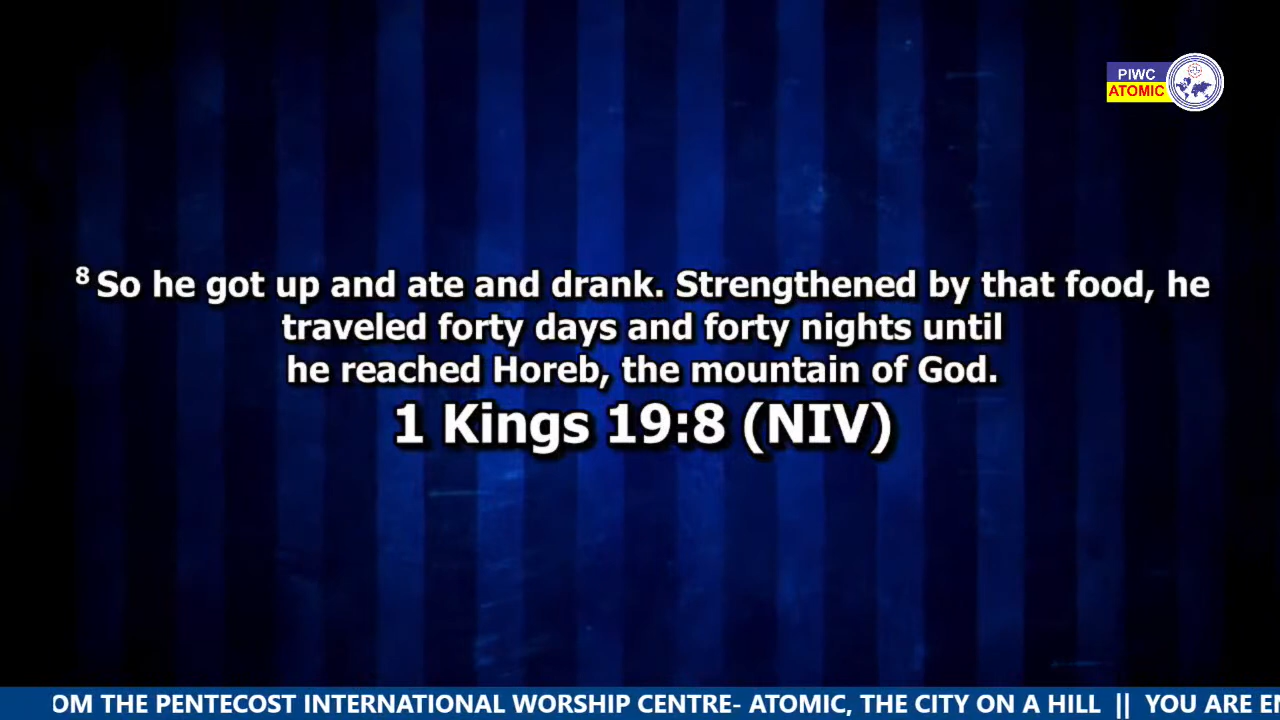 PIWC
ATOMIC
8 So he got up and ate and drank. Strengthened by that food, he
traveled forty days and forty nights until
he reached Horeb, the mountain of God.
1 Kings 19:8 (NIV)
OM THE PENTECOST INTERNATIONAL WORSHIP CENTRE- ATOMIC, THE CITY ON A HILL || YOU ARE